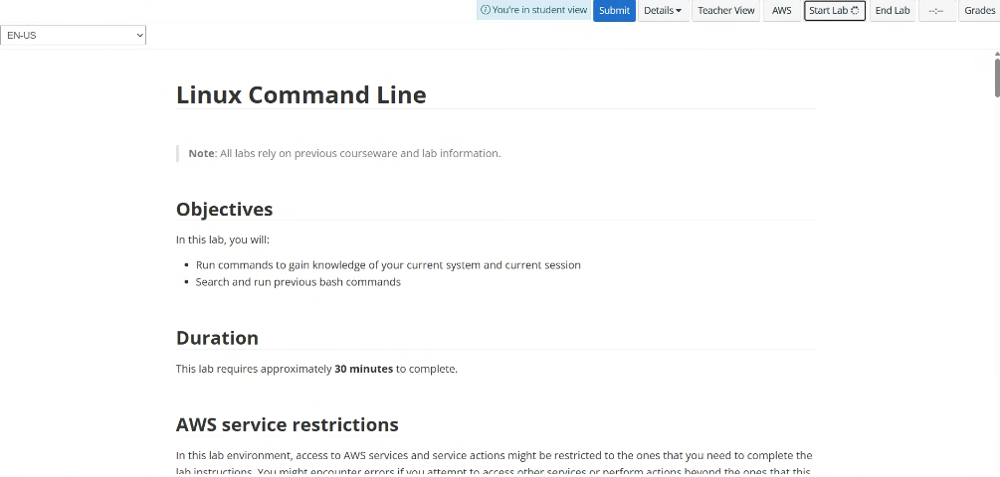 You're in student view Submit Details Teacher View AWS Start Lab End Lab --:-- Grades
EN-US
Linux Command Line
Note: All labs rely on previous courseware and lab information.
Objectives
In this lab, you will:
Run commands to gain knowledge of your current system and current session
Search and run previous bash commands
Duration
This lab requires approximately 30 minutes to complete.
AWS service restrictions
In this lab environment, access to AWS services and service actions might be restricted to the ones that you need to complete the
lab instructions. You might encounter errors if you attempt to access other services or perform actions beyond the ones that this